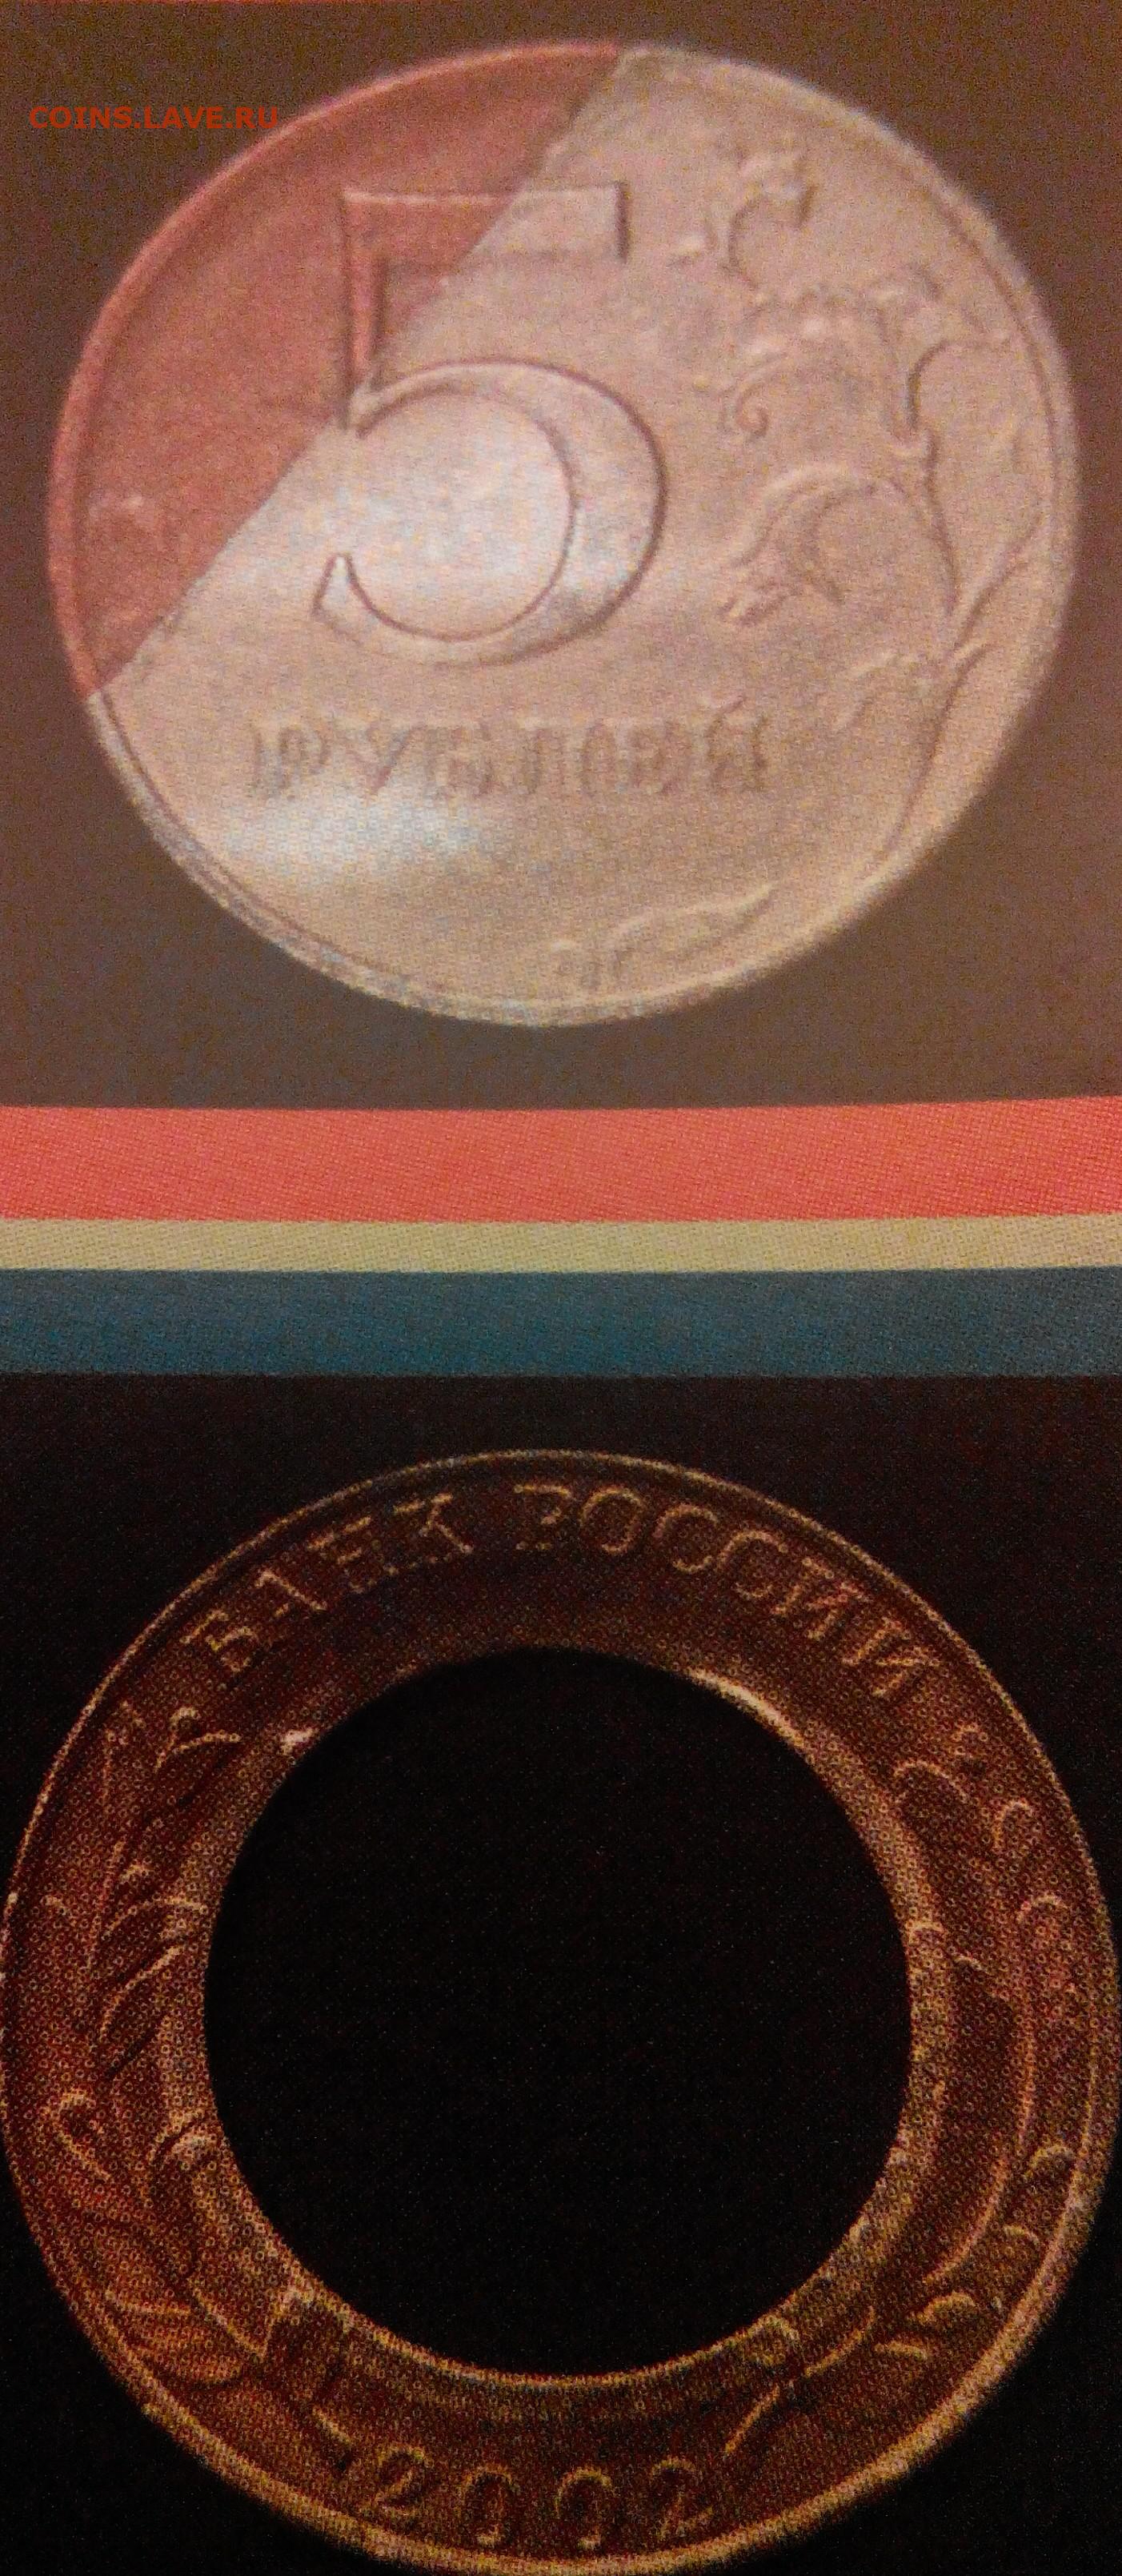 COINS.LAVE.RU
5
РУБЛЕЙ
БАНК РОССИИ
2002